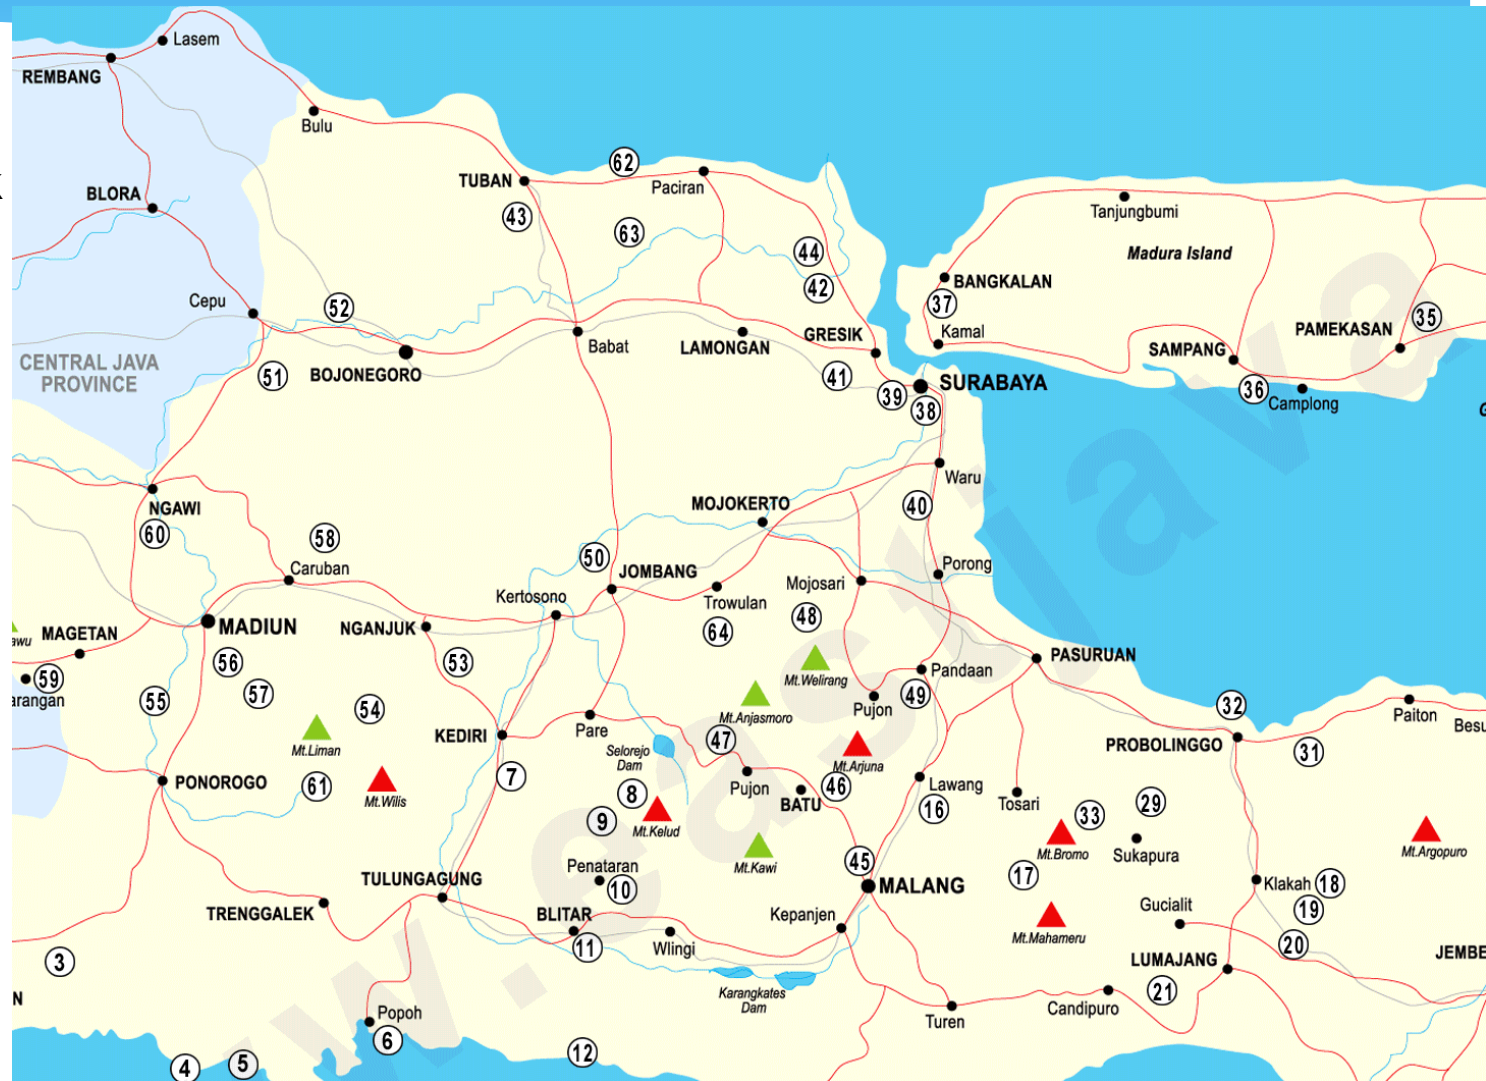 K
Lasem
REMBANG
Bulu
62
TUBAN
Paciran
BLORA
43
63
Tanjungbumi
44
Madura Island
BANGKALAN
42
37
Cepu
52
Kamal
PAMEKASAN
35
GRESIK
Babat
LAMONGAN
SAMPANG
CENTRAL JAVA
PROVINCE
51
BOJONEGORO
41
39
SURABAYA
38
36
Camplong
G
Waru
NGAWI
MOJOKERTO
40
60
58
50
Caruban
JOMBANG
Mojosari
Porong
Kertosono
Trowulan
48
MADIUN
NGANJUK
64
awu
MAGETAN
PASURUAN
56
53
Mt.Welirang
Pandaan
59
arangan
55
57
54
Mt.Anjasmoro
Pujon
49
32
Paiton
Besu
Mt.Liman
KEDIRI
Pare
47
PROBOLINGGO
31
Selorejo
Dam
Mt.Arjuna
PONOROGO
61
7
Pujon
46
Lawang
Mt.Wilis
8
BATU
16
Tosari
29
33
9
Mt.Kelud
Mt.Bromo
Sukapura
Mt.Argopuro
Mt.Kawi
45
Penataran
17
TULUNGAGUNG
10
MALANG
Klakah
18
TRENGGALEK
BLITAR
Kepanjen
Gucialit
19
11
Wlingi
Mt.Mahameru
20
3
LUMAJANG
JEMBE
N
Karangkates
Dam
21
Popoh
Turen
Candipuro
6
12
4
5
w.eastjava